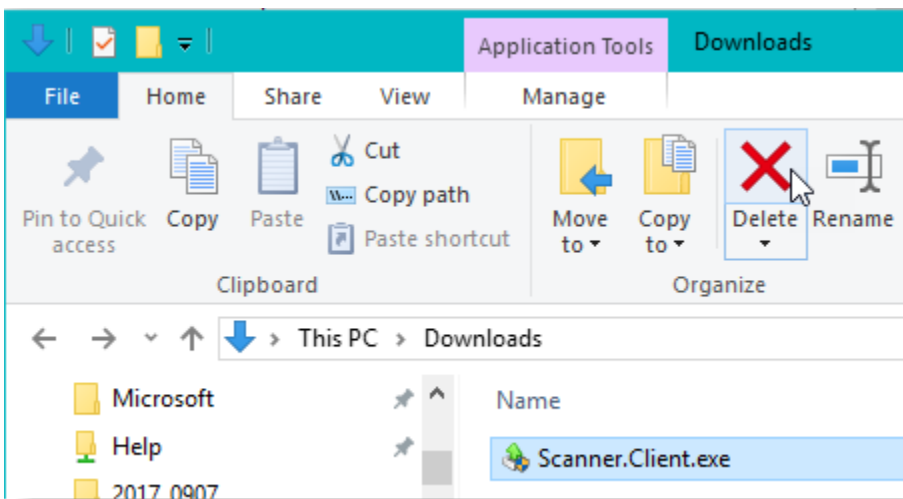 Application Tools
Downloads
File
Home
Share
View
Manage
Pin to Quick access
Copy
Paste
Cut
Copy path
Paste shortcut
Move to
Copy to
Delete
Rename
Clipboard
Organize
This PC > Downloads
Microsoft
Help
2017_0907
Name
Scanner.Client.exe